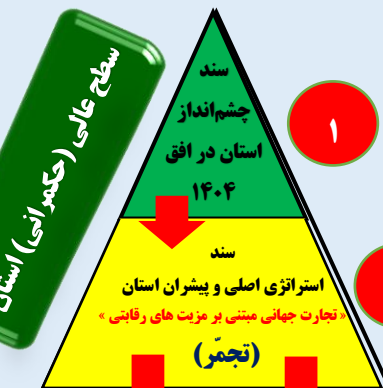 سطح عالی (حکمرانی) استان
سند
چشم‌انداز
استان در افق
۱۴۰۴
۱
سند
استراتژی اصلی و پیشران استان
« تجارت جهانی مبتنی بر مزیت های رقابتی »
(تجمّر)